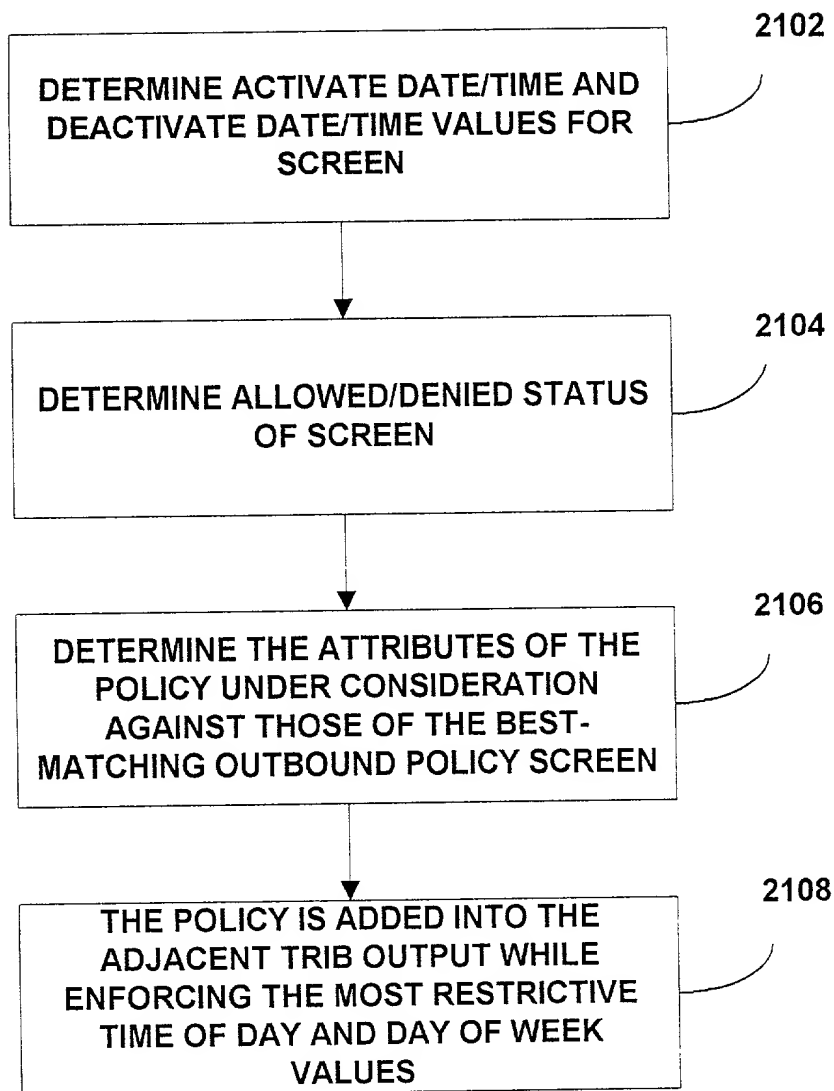 2102
DETERMINE ACTIVATE DATE/TIME AND
DEACTIVATE DATE/TIME VALUES FOR
SCREEN
2104
DETERMINE ALLOWED/DENIED STATUS
OF SCREEN
2106
DETERMINE THE ATTRIBUTES OF THE
POLICY UNDER CONSIDERATION
AGAINST THOSE OF THE BEST-
MATCHING OUTBOUND POLICY SCREEN
2108
THE POLICY IS ADDED INTO THE
ADJACENT TRIB OUTPUT WHILE
ENFORCING THE MOST RESTRICTIVE
TIME OF DAY AND DAY OF WEEK
VALUES